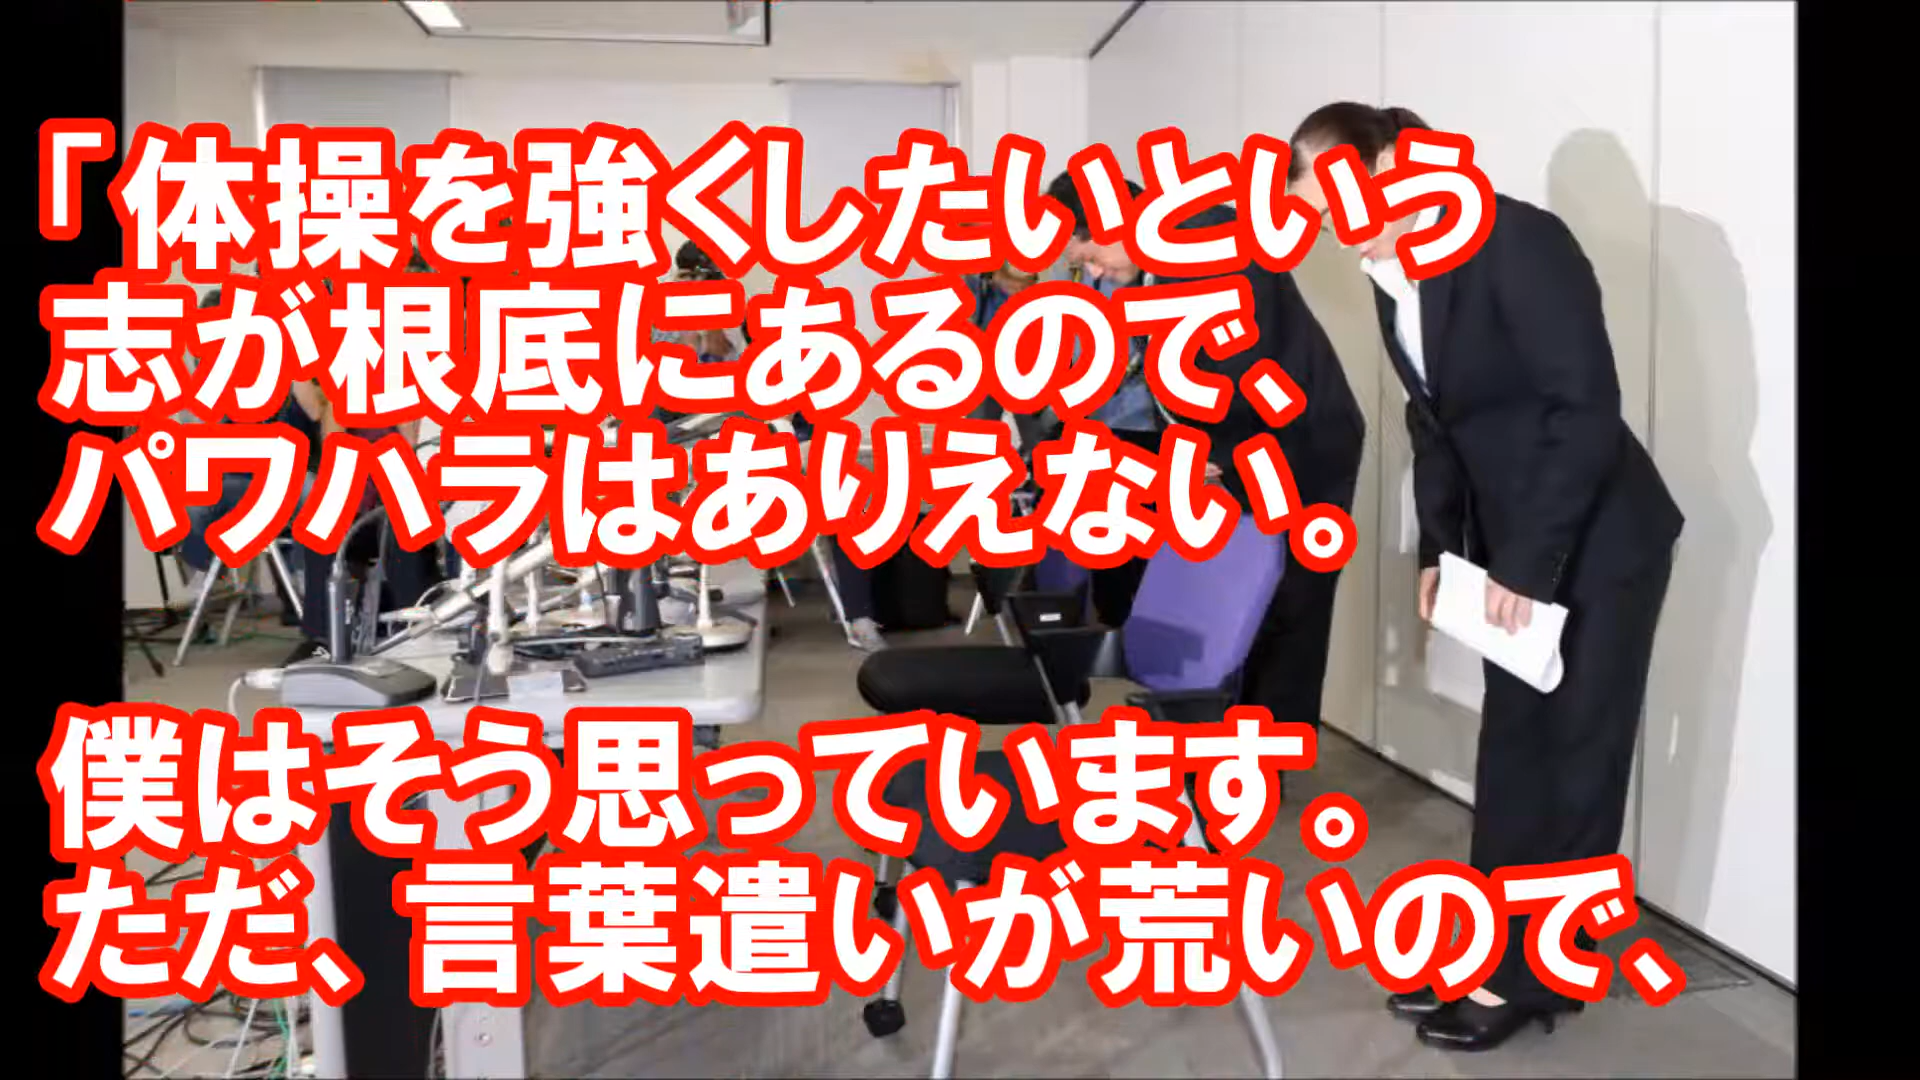 「体操を強くしたいという
志が根底にあるので、
パワハラはありえない。
僕はそう思っています。
ただ、言葉遣いが荒いので、